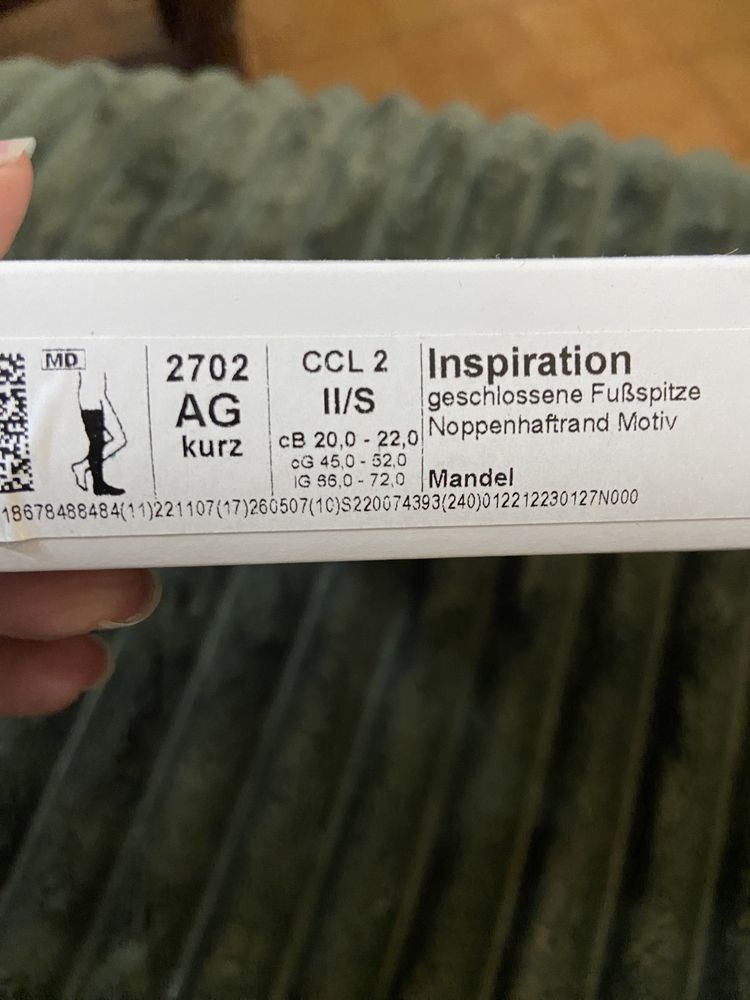 MD
2702
AG
kurz
CCL 2
II/S
cB 20,0 - 22,0
cG 45,0 - 52,0
lG 66,0 - 72,0
Inspiration
geschlossene Fußspitze
Noppenhaftrand Motiv
Mandel
18678488484(11)221107(17)260507(10)S220074393(240)012212230127N000